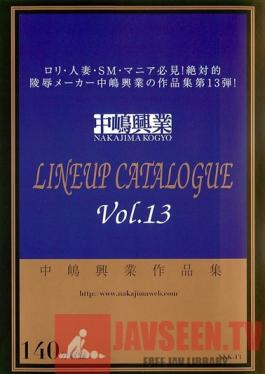 ロリ・人妻・SM・マニア必見!絶対的
陵辱メーカー中嶋興業の作品集第13弾!
中嶋興業
NAKAJIMA KOGYO
LINEUP CATALOGUE
Vol.13
中嶋興業作品集
http://www.nakajimaweb.com/
140
JAVSEEN.TV
FREE JAV LIBRARY